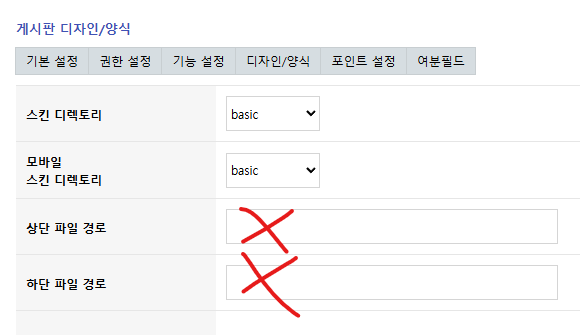 게시판 디자인/양식
기본 설정 권한 설정 기능 설정 디자인/양식 포인트 설정 여분필드
스킨 디렉토리 basic
모바일
스킨 디렉토리 basic
상단 파일 경로
하단 파일 경로